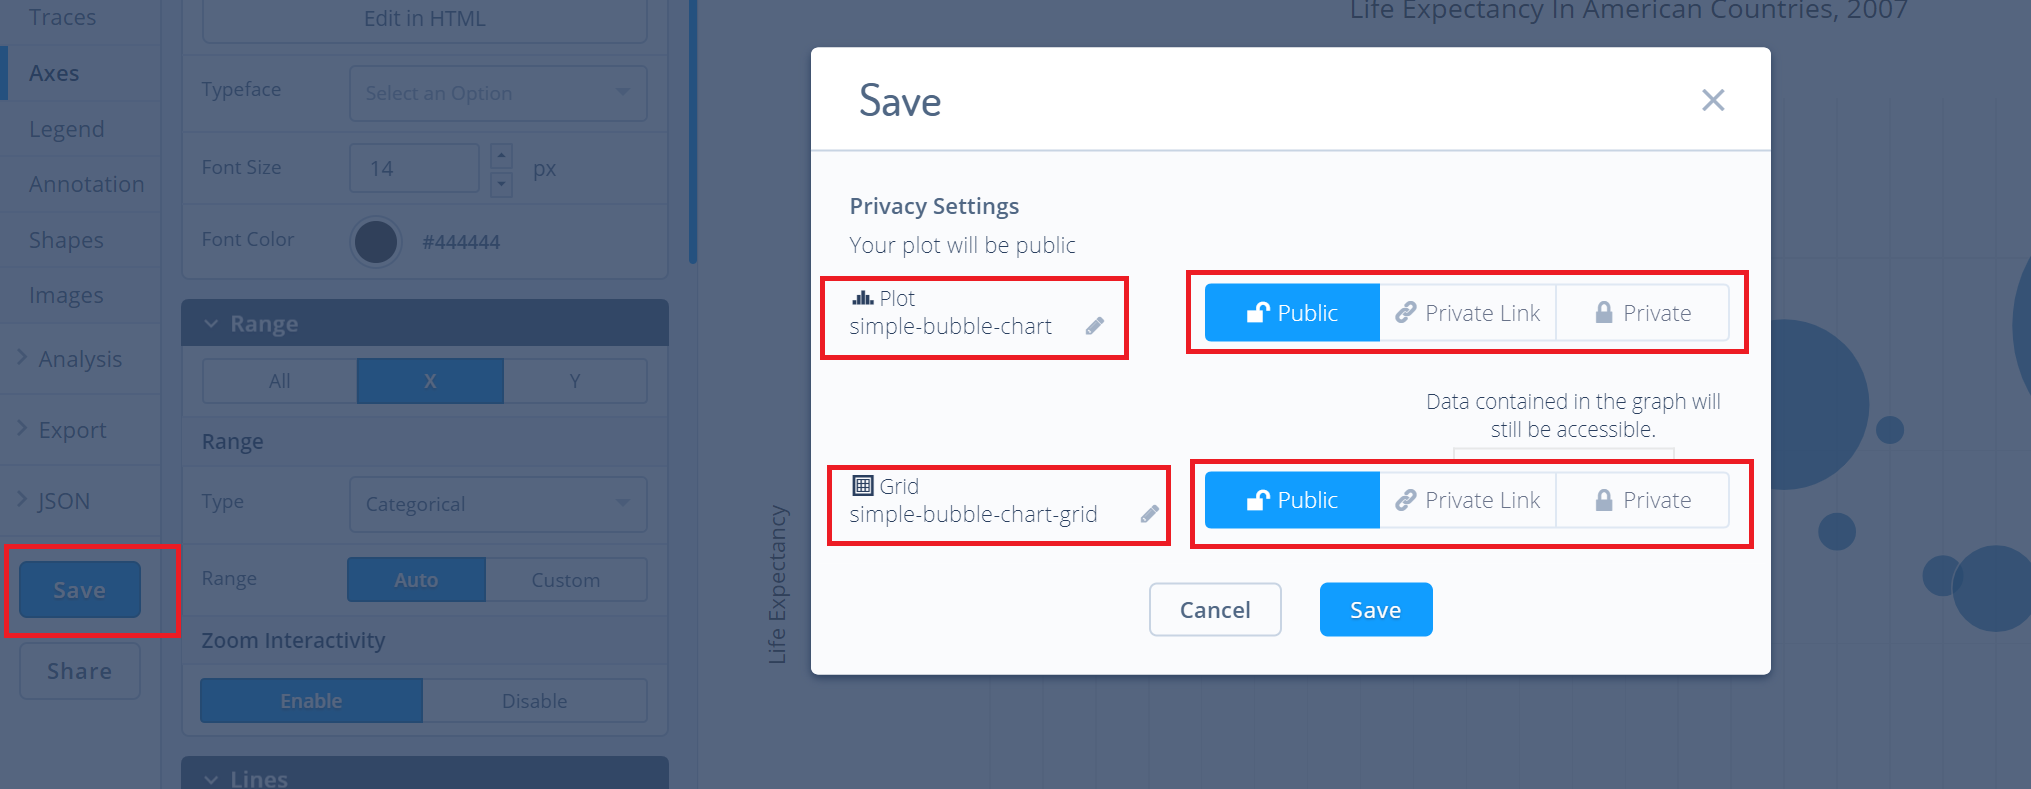 Traces
Axes
Legend
Annotation
Shapes
Images
Analysis
Export
JSON
Save
Share
Edit in HTML
Typeface
Select an Option
Font Size
14
px
Font Color
#444444
Range
All
X
Y
Range
Type
Categorical
Range
Auto
Custom
Zoom Interactivity
Enable
Disable
Lines
Life Expectancy In American Countries, 2007
Life Expectancy
Save
Privacy Settings
Your plot will be public
Plot
simple-bubble-chart
Public
Private Link
Private
Data contained in the graph will
still be accessible.
Grid
simple-bubble-chart-grid
Public
Private Link
Private
Cancel
Save